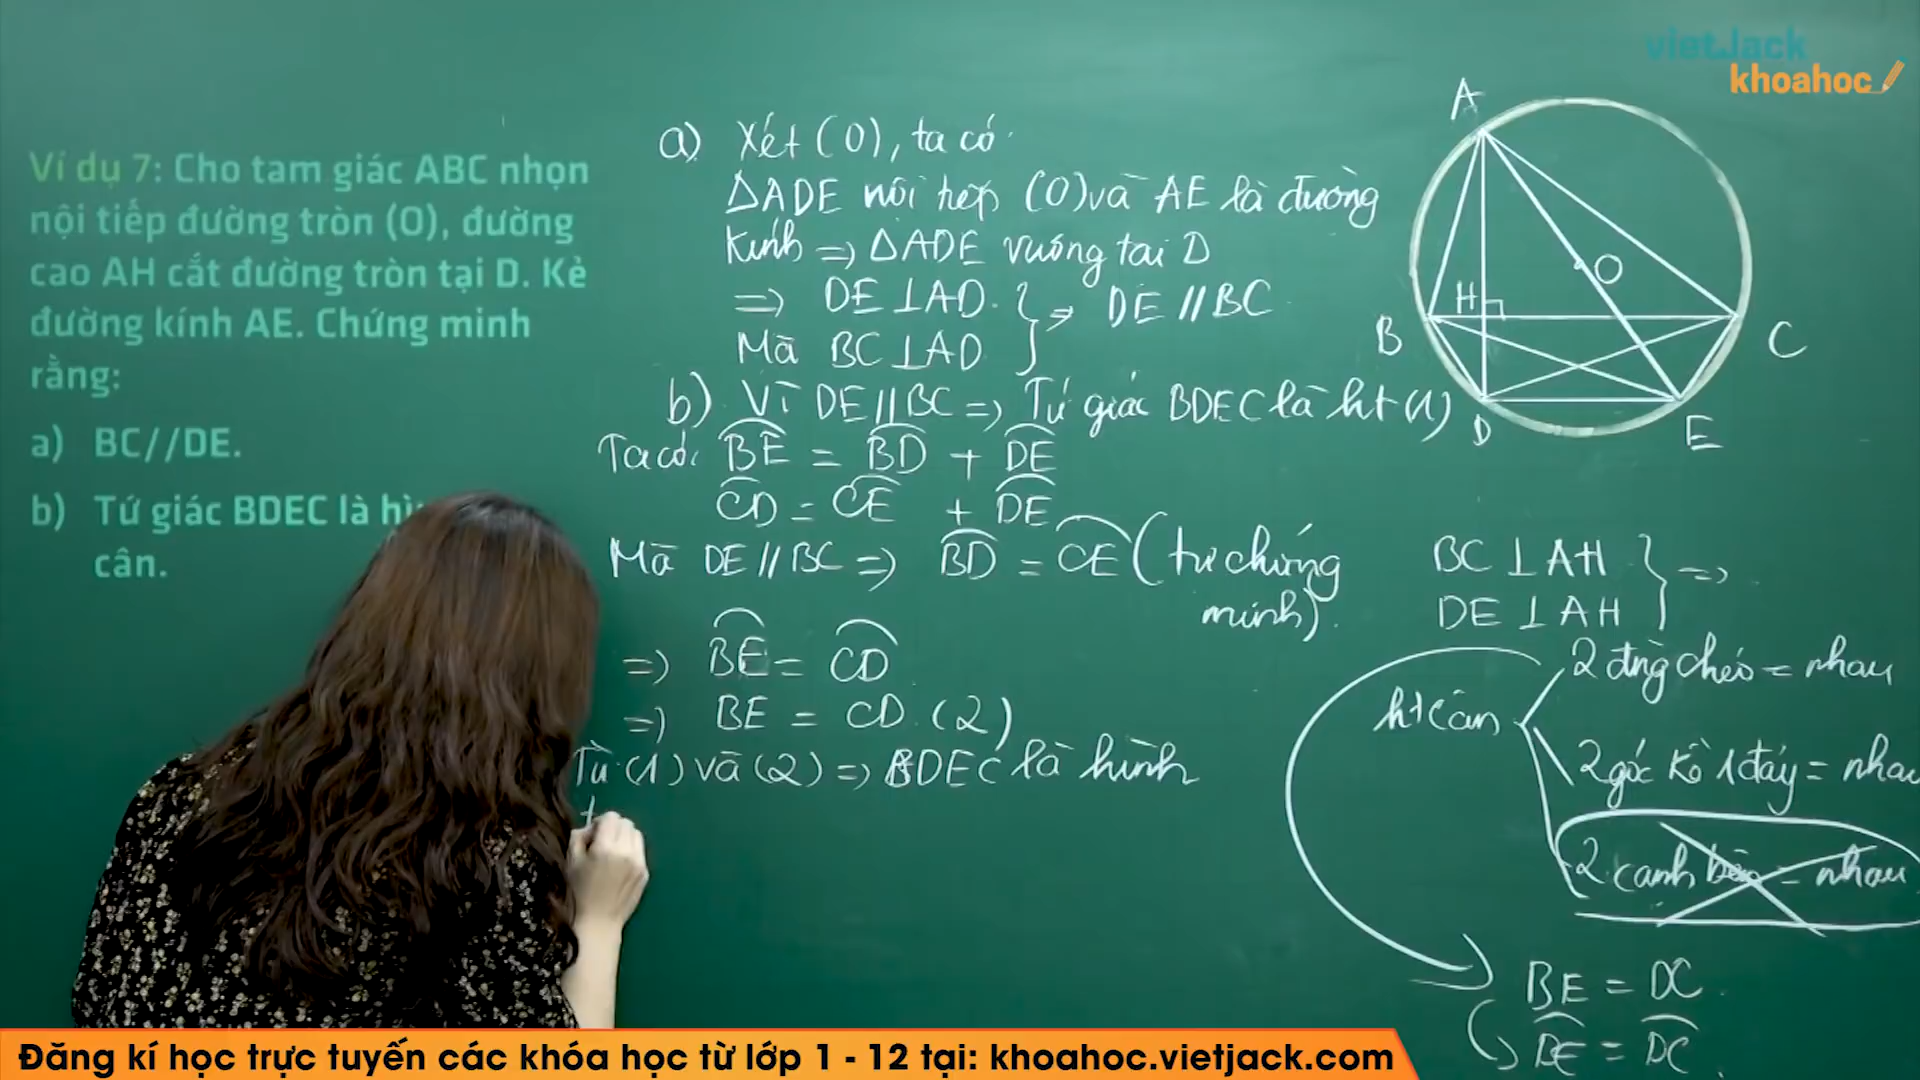 vietJack
khoahoc
Ví dụ 7: Cho tam giác ABC nhọn
nội tiếp đường tròn (O), đường
cao AH cắt đường tròn tại D. Kẻ
đường kính AE. Chứng minh
rằng:
a) BC//DE.
b) Tứ giác BDEC là
cân.
a) Xét (O), ta có
ΔADE nội tiếp (O) và AE là đường
kính => ΔADE vuông tại D
=> DE ⊥ AD. } => DE // BC
Mà BC ⊥ AD
b) Vì DE // BC => Tứ giác BDEC là ht (1)
Ta có: BE = BD + DE
CD = CE + DE
Mà DE // BC => BD = CE (tự chứng
minh).
=> BE = CD
=> BE = CD (2)
Từ (1) và (2) => BDEC là hình
t
A
O
H
B
C
D
E
BC ⊥ AH } =>
DE ⊥ AH
2 đg chéo = nhau
ht cân
2 góc kề 1 đáy = nhau
2 cạnh bên = nhau
BE = DC
BE = DC
Đăng kí học trực tuyến các khóa học từ lớp 1 - 12 tại: khoahoc.vietjack.com